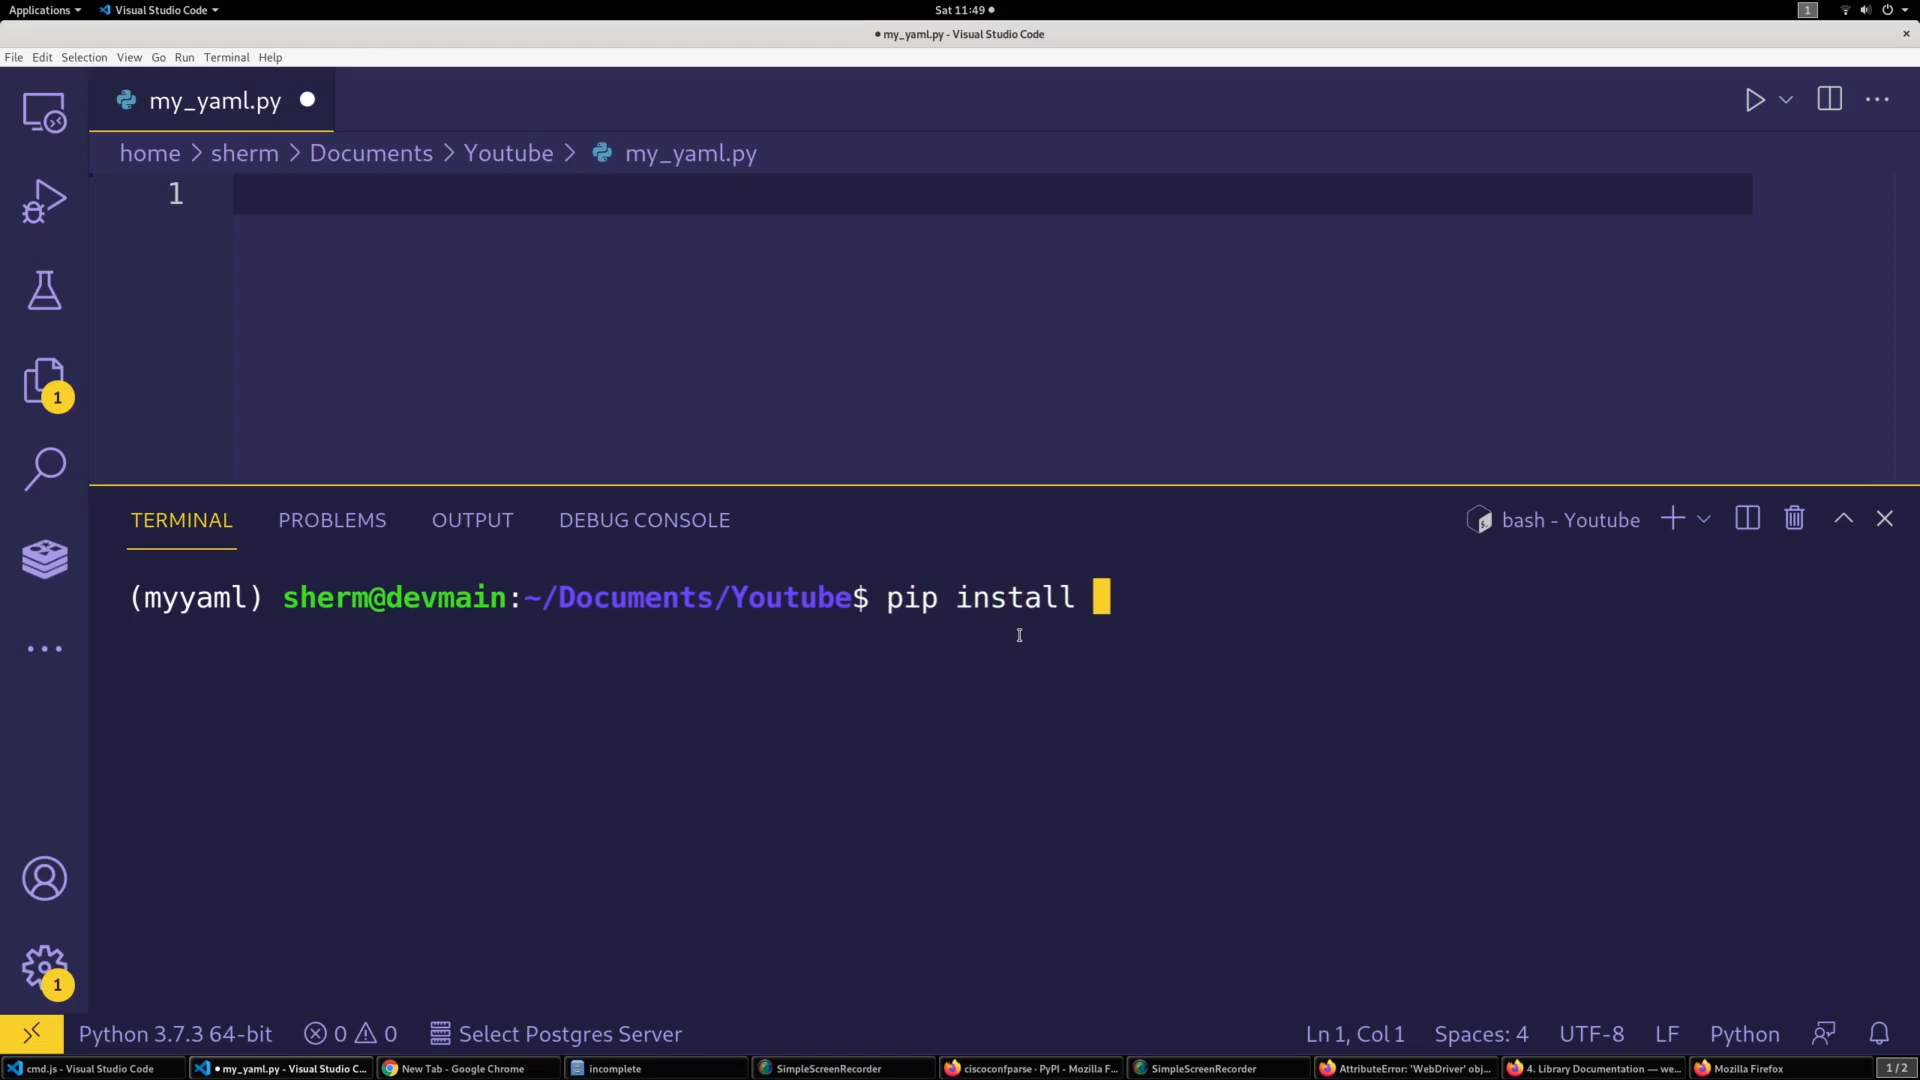 Applications Visual Studio Code Sat 11:49 1
my_yaml.py - Visual Studio Code
File Edit Selection View Go Run Terminal Help
my_yaml.py
home > sherm > Documents > Youtube > my_yaml.py
1
TERMINAL PROBLEMS OUTPUT DEBUG CONSOLE bash - Youtube
(myyaml) sherm@devmain:~/Documents/Youtube$ pip install
1
1
Python 3.7.3 64-bit 0 0 Select Postgres Server Ln 1, Col 1 Spaces: 4 UTF-8 LF Python
cmd.js - Visual Studio Code my_yaml.py - Visual Studio C... New Tab - Google Chrome incomplete SimpleScreenRecorder ciscoconfparse · PyPI - Mozilla F... SimpleScreenRecorder AttributeError: 'WebDriver' obj... 4. Library Documentation — we... Mozilla Firefox 1 / 2